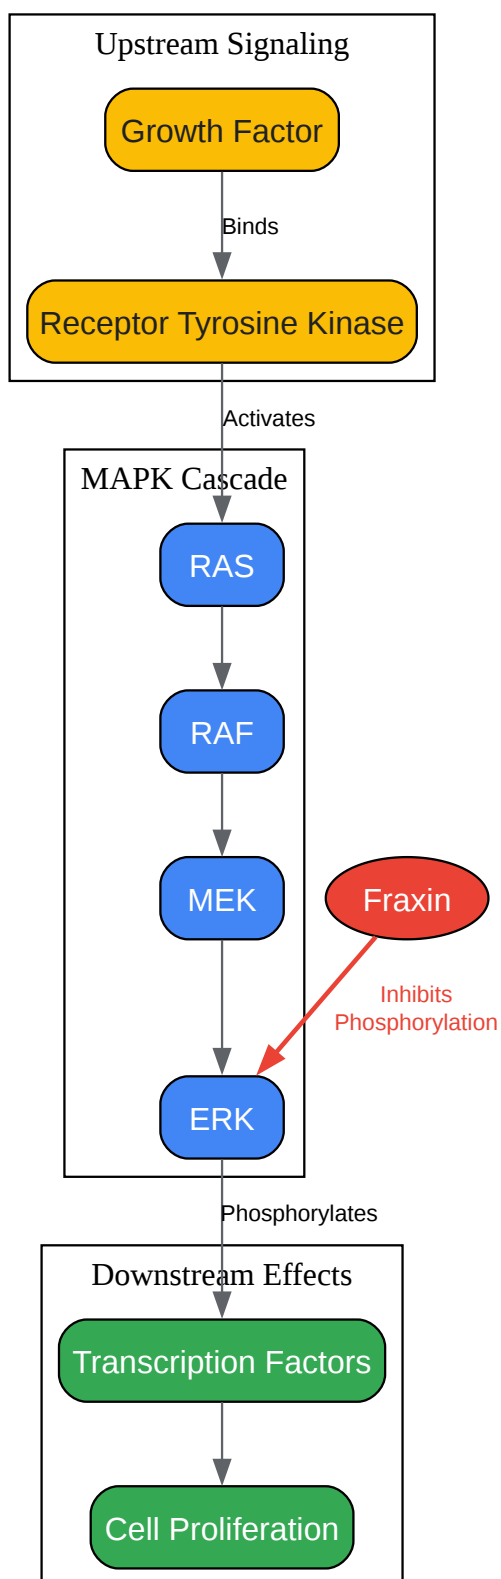 Upstream Signaling
Growth Factor
Binds
Receptor Tyrosine Kinase
Activates
MAPK Cascade
RAS
RAF
MEK
Fraxin
Inhibits
Phosphorylation
ERK
Phosphorylates
Downstream Effects
Transcription Factors
Cell Proliferation